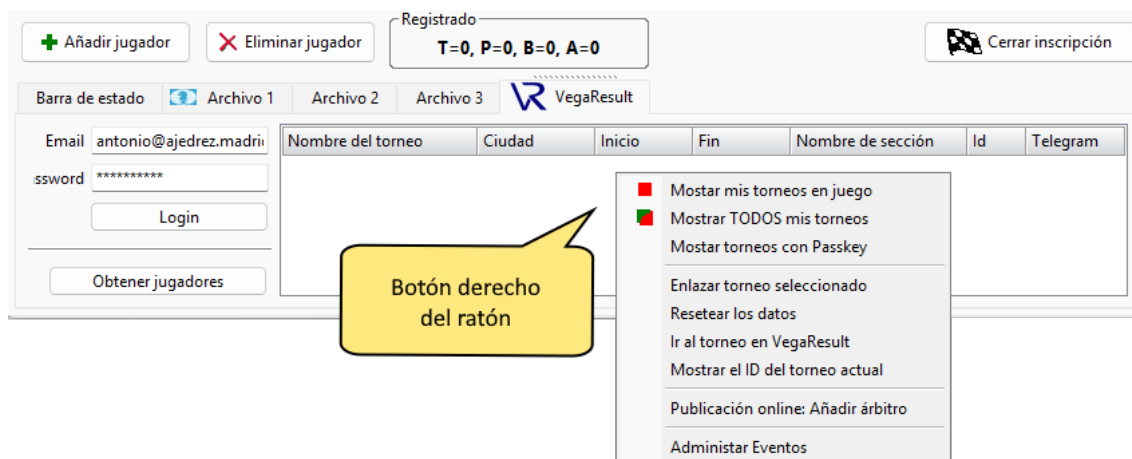 Registrado
Añadir jugador
Eliminar jugador
T=0, P=0, B=0, A=0
Cerrar inscripción
Barra de estado
Archivo 1
Archivo 2
Archivo 3
VR VegaResult
Email antonio@ajedrez.madri
ssword **********
Login
Obtener jugadores
Nombre del torneo Ciudad Inicio Fin Nombre de sección Id Telegram
Botón derecho
del ratón
Mostar mis torneos en juego
Mostrar TODOS mis torneos
Mostar torneos con Passkey
Enlazar torneo seleccionado
Resetear los datos
Ir al torneo en VegaResult
Mostrar el ID del torneo actual
Publicación online: Añadir árbitro
Administar Eventos